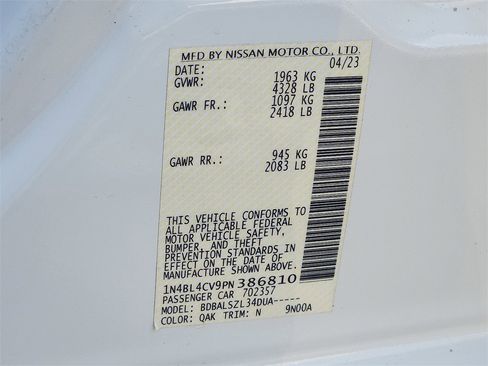 MFD BY NISSAN MOTOR CO., LTD.
DATE: 04/23
GVWR: 1963 KG
4328 LB
GAWR FR.: 1097 KG
2418 LB
GAWR RR.: 945 KG
2083 LB
THIS VEHICLE CONFORMS TO
ALL APPLICABLE FEDERAL
MOTOR VEHICLE SAFETY,
BUMPER, AND THEFT
PREVENTION STANDARDS IN
EFFECT ON THE DATE OF
MANUFACTURE SHOWN ABOVE.
1N4BL4CV9PN386810
PASSENGER CAR 702357
MODEL: BDBALSZL34DUA-----
COLOR: QAK TRIM: N 9N00A